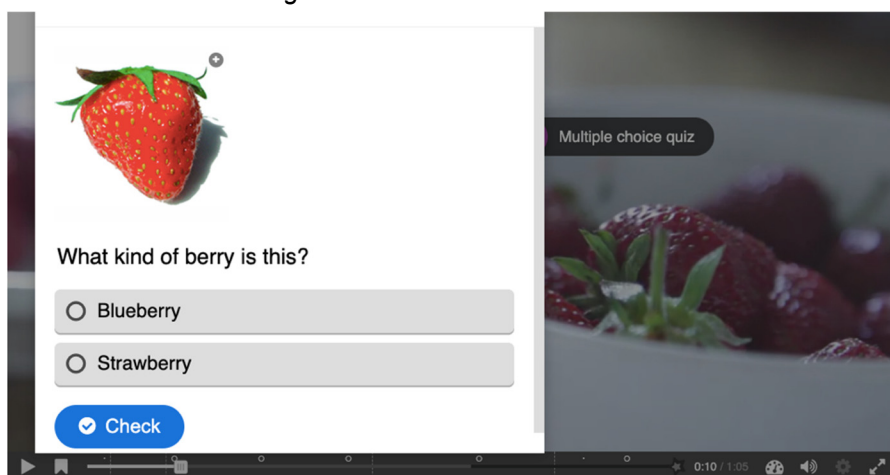 Multiple choice quiz
What kind of berry is this?
Blueberry
Strawberry
Check
0:10 / 1:05